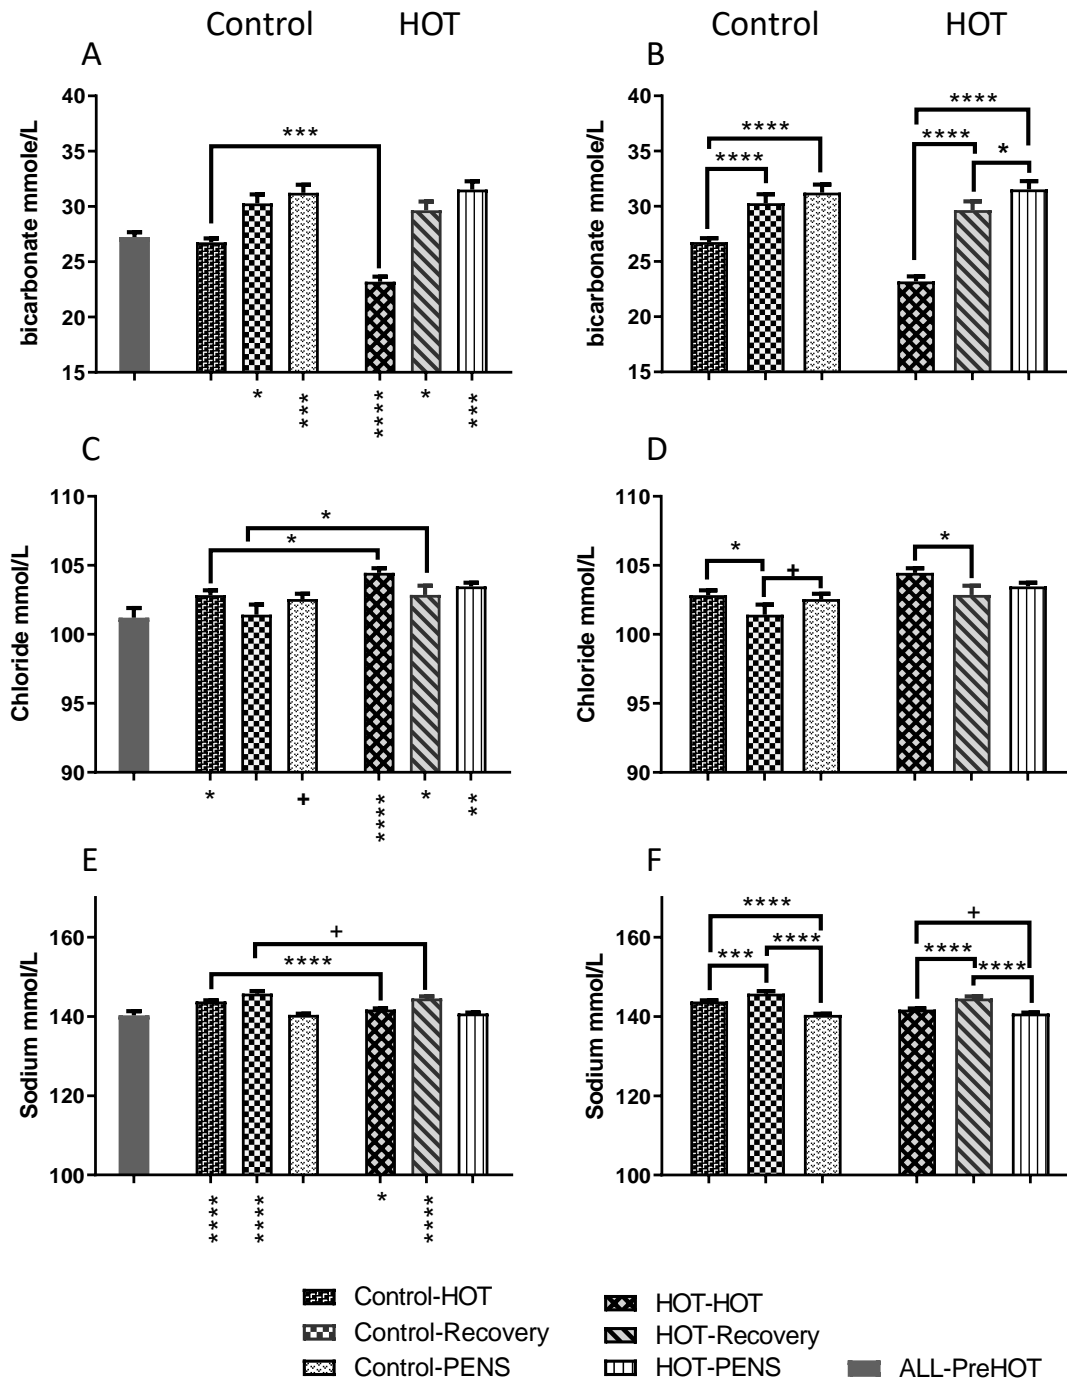 Control HOT Control HOT
A
B
bicarbonate mmole/L
40
35
30
25
20
15
***
* *** **** * ***
bicarbonate mmole/L
40
35
30
25
20
15
****
****
****
****
*
C
D
Chloride mmol/L
110
105
100
95
90
*
*
* + **** * **
Chloride mmol/L
110
105
100
95
90
*
+
*
E
F
Sodium mmol/L
160
140
120
100
+
****
**** **** * ****
Sodium mmol/L
160
140
120
100
****
***
****
+
****
****
Control-HOT
Control-Recovery
Control-PENS
HOT-HOT
HOT-Recovery
HOT-PENS
ALL-PreHOT